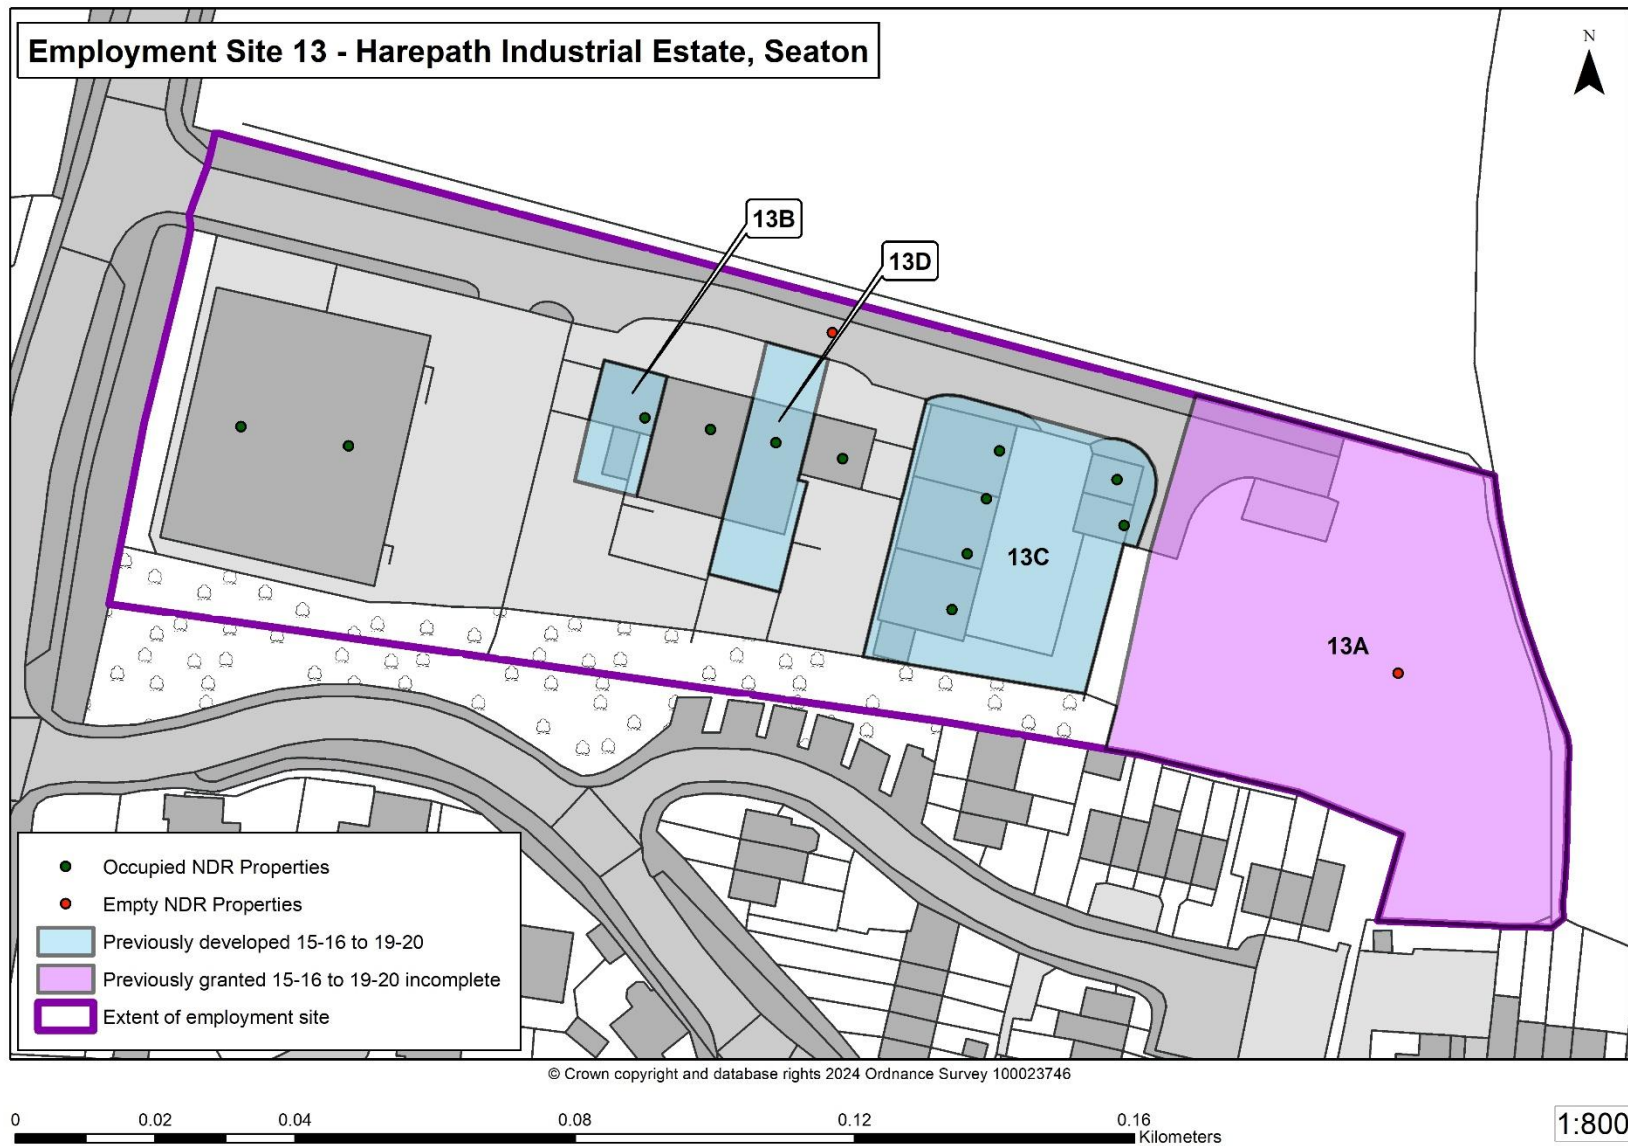 Employment Site 13 - Harepath Industrial Estate, Seaton
N
13B
13D
13C
13A
Occupied NDR Properties
Empty NDR Properties
Previously developed 15-16 to 19-20
Previously granted 15-16 to 19-20 incomplete
Extent of employment site
© Crown copyright and database rights 2024 Ordnance Survey 100023746
0 0.02 0.04 0.08 0.12 0.16
Kilometers
1:800